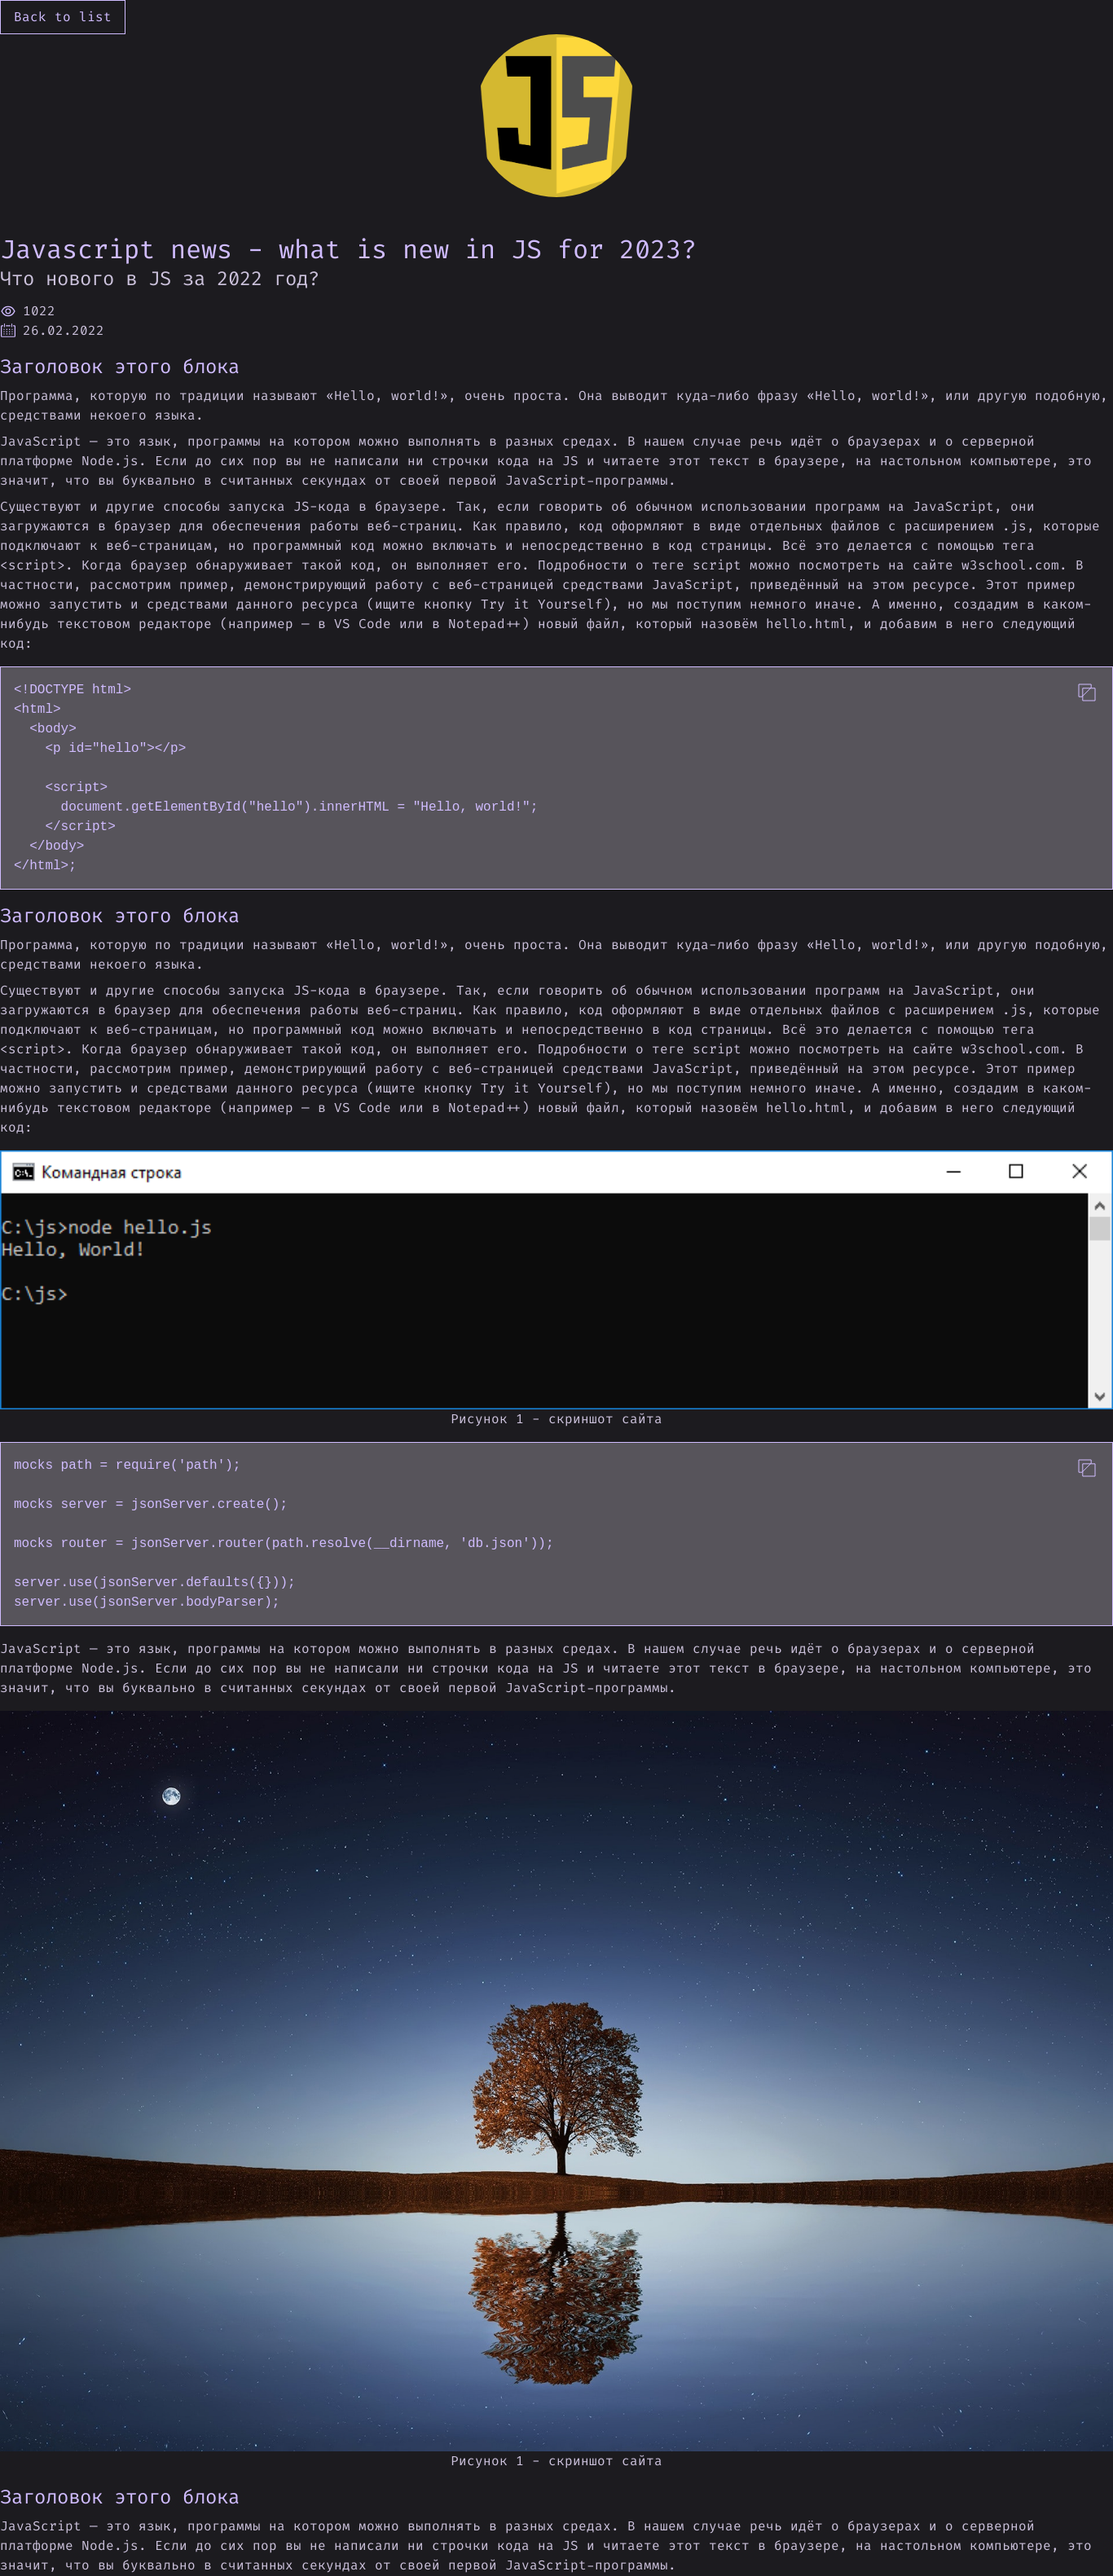 Back to list
JS
Javascript news - what is new in JS for 2023?
Что нового в JS за 2022 год?
1022
26.02.2022
Заголовок этого блока
Программа, которую по традиции называют «Hello, world!», очень проста. Она выводит куда-либо фразу «Hello, world!», или другую подобную,
средствами некоего языка.
JavaScript — это язык, программы на котором можно выполнять в разных средах. В нашем случае речь идёт о браузерах и о серверной
платформе Node.js. Если до сих пор вы не написали ни строчки кода на JS и читаете этот текст в браузере, на настольном компьютере, это
значит, что вы буквально в считанных секундах от своей первой JavaScript-программы.
Существуют и другие способы запуска JS-кода в браузере. Так, если говорить об обычном использовании программ на JavaScript, они
загружаются в браузер для обеспечения работы веб-страниц. Как правило, код оформляют в виде отдельных файлов с расширением .js, которые
подключают к веб-страницам, но программный код можно включать и непосредственно в код страницы. Всё это делается с помощью тега
<script>. Когда браузер обнаруживает такой код, он выполняет его. Подробности о теге script можно посмотреть на сайте w3school.com. В
частности, рассмотрим пример, демонстрирующий работу с веб-страницей средствами JavaScript, приведённый на этом ресурсе. Этот пример
можно запустить и средствами данного ресурса (ищите кнопку Try it Yourself), но мы поступим немного иначе. А именно, создадим в каком-
нибудь текстовом редакторе (например — в VS Code или в Notepad++) новый файл, который назовём hello.html, и добавим в него следующий
код:
<!DOCTYPE html>
<html>
  <body>
    <p id="hello"></p>
    <script>
      document.getElementById("hello").innerHTML = "Hello, world!";
    </script>
  </body>
</html>;
Заголовок этого блока
Программа, которую по традиции называют «Hello, world!», очень проста. Она выводит куда-либо фразу «Hello, world!», или другую подобную,
средствами некоего языка.
Существуют и другие способы запуска JS-кода в браузере. Так, если говорить об обычном использовании программ на JavaScript, они
загружаются в браузер для обеспечения работы веб-страниц. Как правило, код оформляют в виде отдельных файлов с расширением .js, которые
подключают к веб-страницам, но программный код можно включать и непосредственно в код страницы. Всё это делается с помощью тега
<script>. Когда браузер обнаруживает такой код, он выполняет его. Подробности о теге script можно посмотреть на сайте w3school.com. В
частности, рассмотрим пример, демонстрирующий работу с веб-страницей средствами JavaScript, приведённый на этом ресурсе. Этот пример
можно запустить и средствами данного ресурса (ищите кнопку Try it Yourself), но мы поступим немного иначе. А именно, создадим в каком-
нибудь текстовом редакторе (например — в VS Code или в Notepad++) новый файл, который назовём hello.html, и добавим в него следующий
код:
Командная строка
C:\js>node hello.js
Hello, World!
C:\js>
Рисунок 1 - скриншот сайта
mocks path = require('path');
mocks server = jsonServer.create();
mocks router = jsonServer.router(path.resolve(__dirname, 'db.json'));
server.use(jsonServer.defaults({}));
server.use(jsonServer.bodyParser);
JavaScript — это язык, программы на котором можно выполнять в разных средах. В нашем случае речь идёт о браузерах и о серверной
платформе Node.js. Если до сих пор вы не написали ни строчки кода на JS и читаете этот текст в браузере, на настольном компьютере, это
значит, что вы буквально в считанных секундах от своей первой JavaScript-программы.
Рисунок 1 - скриншот сайта
Заголовок этого блока
JavaScript — это язык, программы на котором можно выполнять в разных средах. В нашем случае речь идёт о браузерах и о серверной
платформе Node.js. Если до сих пор вы не написали ни строчки кода на JS и читаете этот текст в браузере, на настольном компьютере, это
значит, что вы буквально в считанных секундах от своей первой JavaScript-программы.